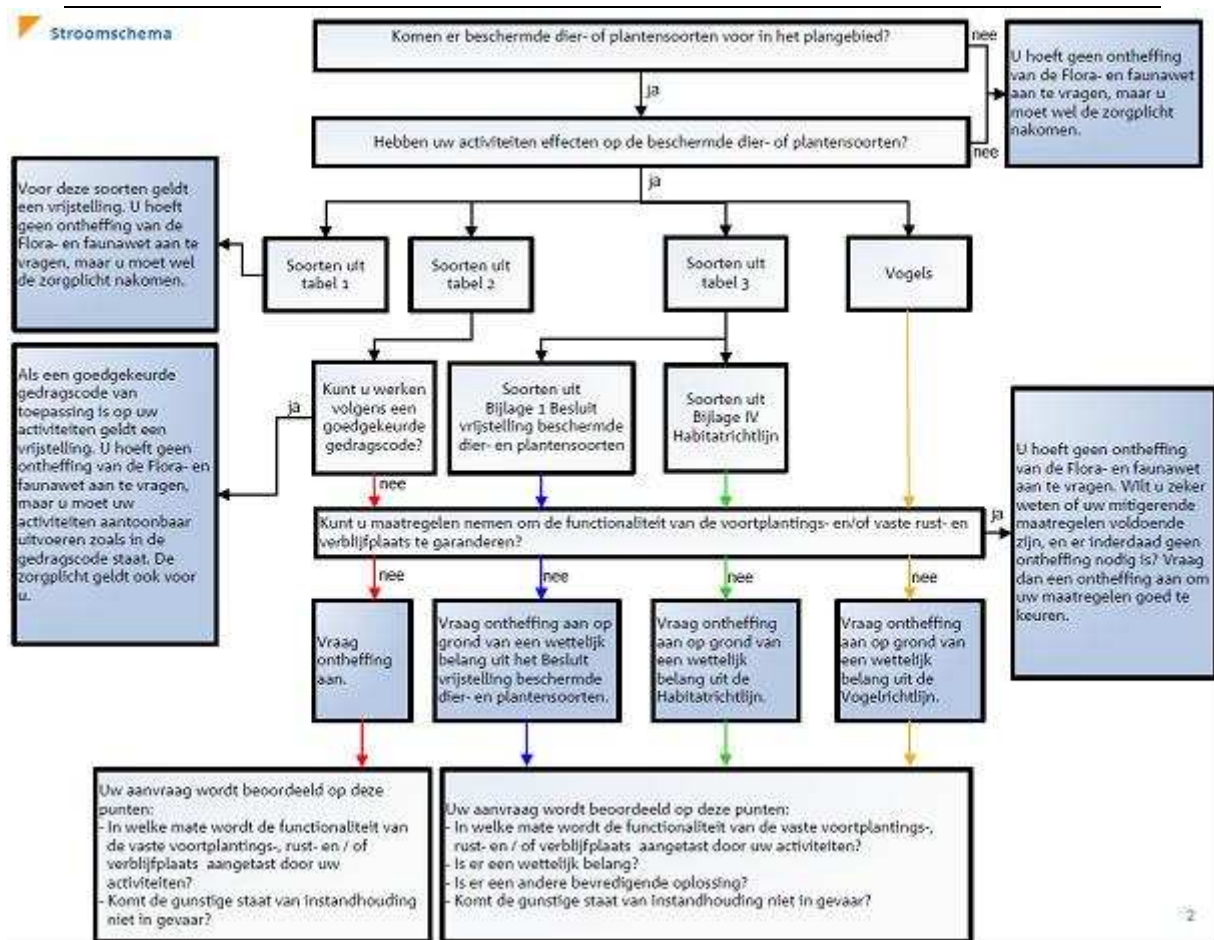 Stroomschema
Komen er beschermde dier- of plantensoorten voor in het plangebied?
nee
U hoeft geen ontheffing
van de Flora- en faunawet
aan te vragen, maar u
moet wel de zorgplicht
nakomen.
ja
Hebben uw activiteiten effecten op de beschermde dier- of plantensoorten?
nee
ja
Voor deze soorten geldt
een vrijstelling. U hoeft
geen ontheffing van de
Flora- en faunawet aan te
vragen, maar u moet wel
de zorgplicht nakomen.
Soorten uit
tabel 1
Soorten uit
tabel 2
Soorten uit
tabel 3
Vogels
Als een goedgekeurde
gedragscode van
toepassing is op uw
activiteiten geldt een
vrijstelling. U hoeft geen
ontheffing van de Flora- en
faunawet aan te vragen,
maar u moet uw
activiteiten aantoonbaar
uitvoeren zoals in de
gedragscode staat. De
zorgplicht geldt ook voor
u.
ja
Kunt u werken
volgens een
goedgekeurde
gedragscode?
Soorten uit
Bijlage 1 Besluit
vrijstelling beschermde
dier- en plantensoorten
Soorten uit
Bijlage IV
Habitatrichtlijn
nee
Kunt u maatregelen nemen om de functionaliteit van de voortplantings- en/of vaste rust- en
verblijfplaats te garanderen?
ja
U hoeft geen ontheffing
van de Flora- en faunawet
aan te vragen. Wilt u zeker
weten of uw mitigerende
maatregelen voldoende
zijn, en er inderdaad geen
ontheffing nodig is? Vraag
dan een ontheffing aan om
uw maatregelen goed te
keuren.
nee
nee
nee
nee
Vraag
ontheffing
aan.
Vraag ontheffing aan op
grond van een wettelijk
belang uit het Besluit
vrijstelling beschermde
dier- en plantensoorten.
Vraag ontheffing
aan op grond van
een wettelijk
belang uit de
Habitatrichtlijn.
Vraag ontheffing
aan op grond van
een wettelijk
belang uit de
Vogelrichtlijn.
Uw aanvraag wordt beoordeeld op deze
punten:
- In welke mate wordt de functionaliteit van
de vaste voortplantings-, rust- en / of
verblijfplaats aangetast door uw
activiteiten?
- Komt de gunstige staat van instandhouding
niet in gevaar?
Uw aanvraag wordt beoordeeld op deze punten:
- In welke mate wordt de functionaliteit van de vaste voortplantings-,
rust- en / of verblijfplaats aangetast door uw activiteiten?
- Is er een wettelijk belang?
- Is er een andere bevredigende oplossing?
- Komt de gunstige staat van instandhouding niet in gevaar?
2